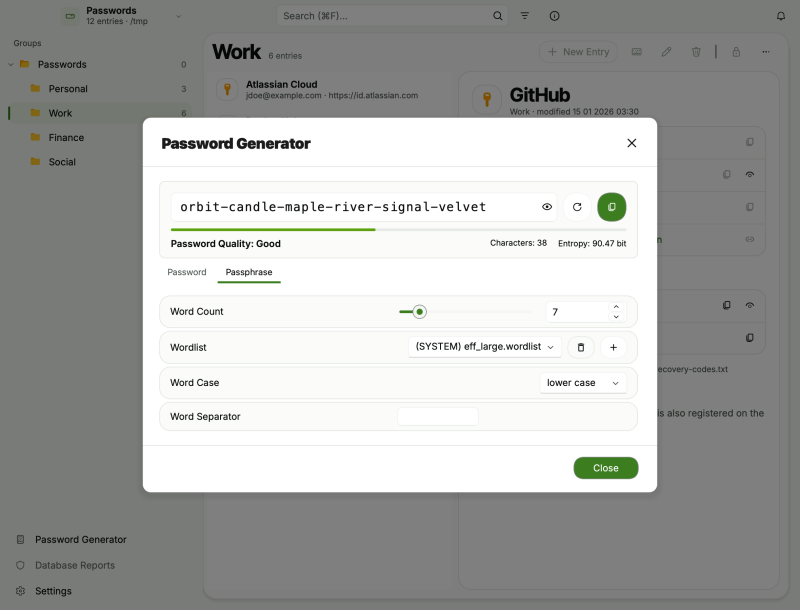 Passwords
12 entries · /tmp
Search (⌘F)...
Groups
Passwords 0
Personal 3
Work 6
Finance
Social
Work 6 entries
New Entry
Atlassian Cloud
jdoe@example.com · https://id.atlassian.com
GitHub
Work · modified 15 01 2026 03:30
Password Generator
orbit-candle-maple-river-signal-velvet
Password Quality: Good
Characters: 38 Entropy: 90.47 bit
Password Passphrase
Word Count 7
Wordlist (SYSTEM) eff_large.wordlist
Word Case lower case
Word Separator
Close
ecovery-codes.txt
is also registered on the
Password Generator
Database Reports
Settings